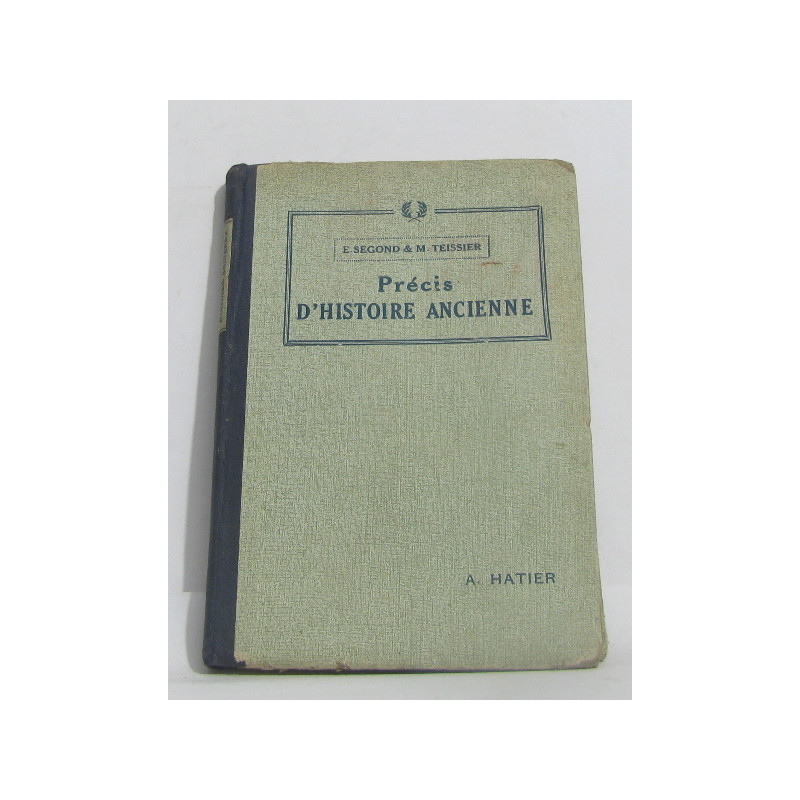 E. SEGOND & M. TEISSIER
Précis
D'HISTOIRE ANCIENNE
A. HATIER